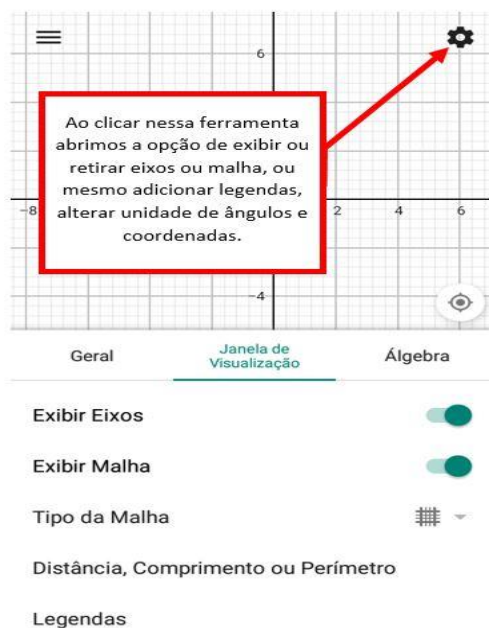 6
Ao clicar nessa ferramenta
abrimos a opção de exibir ou
retirar eixos ou malha, ou
mesmo adicionar legendas,
alterar unidade de ângulos e
coordenadas.
-8
2
4
6
-4
Geral
Janela de
Visualização
Álgebra
Exibir Eixos
Exibir Malha
Tipo da Malha
Distância, Comprimento ou Perímetro
Legendas